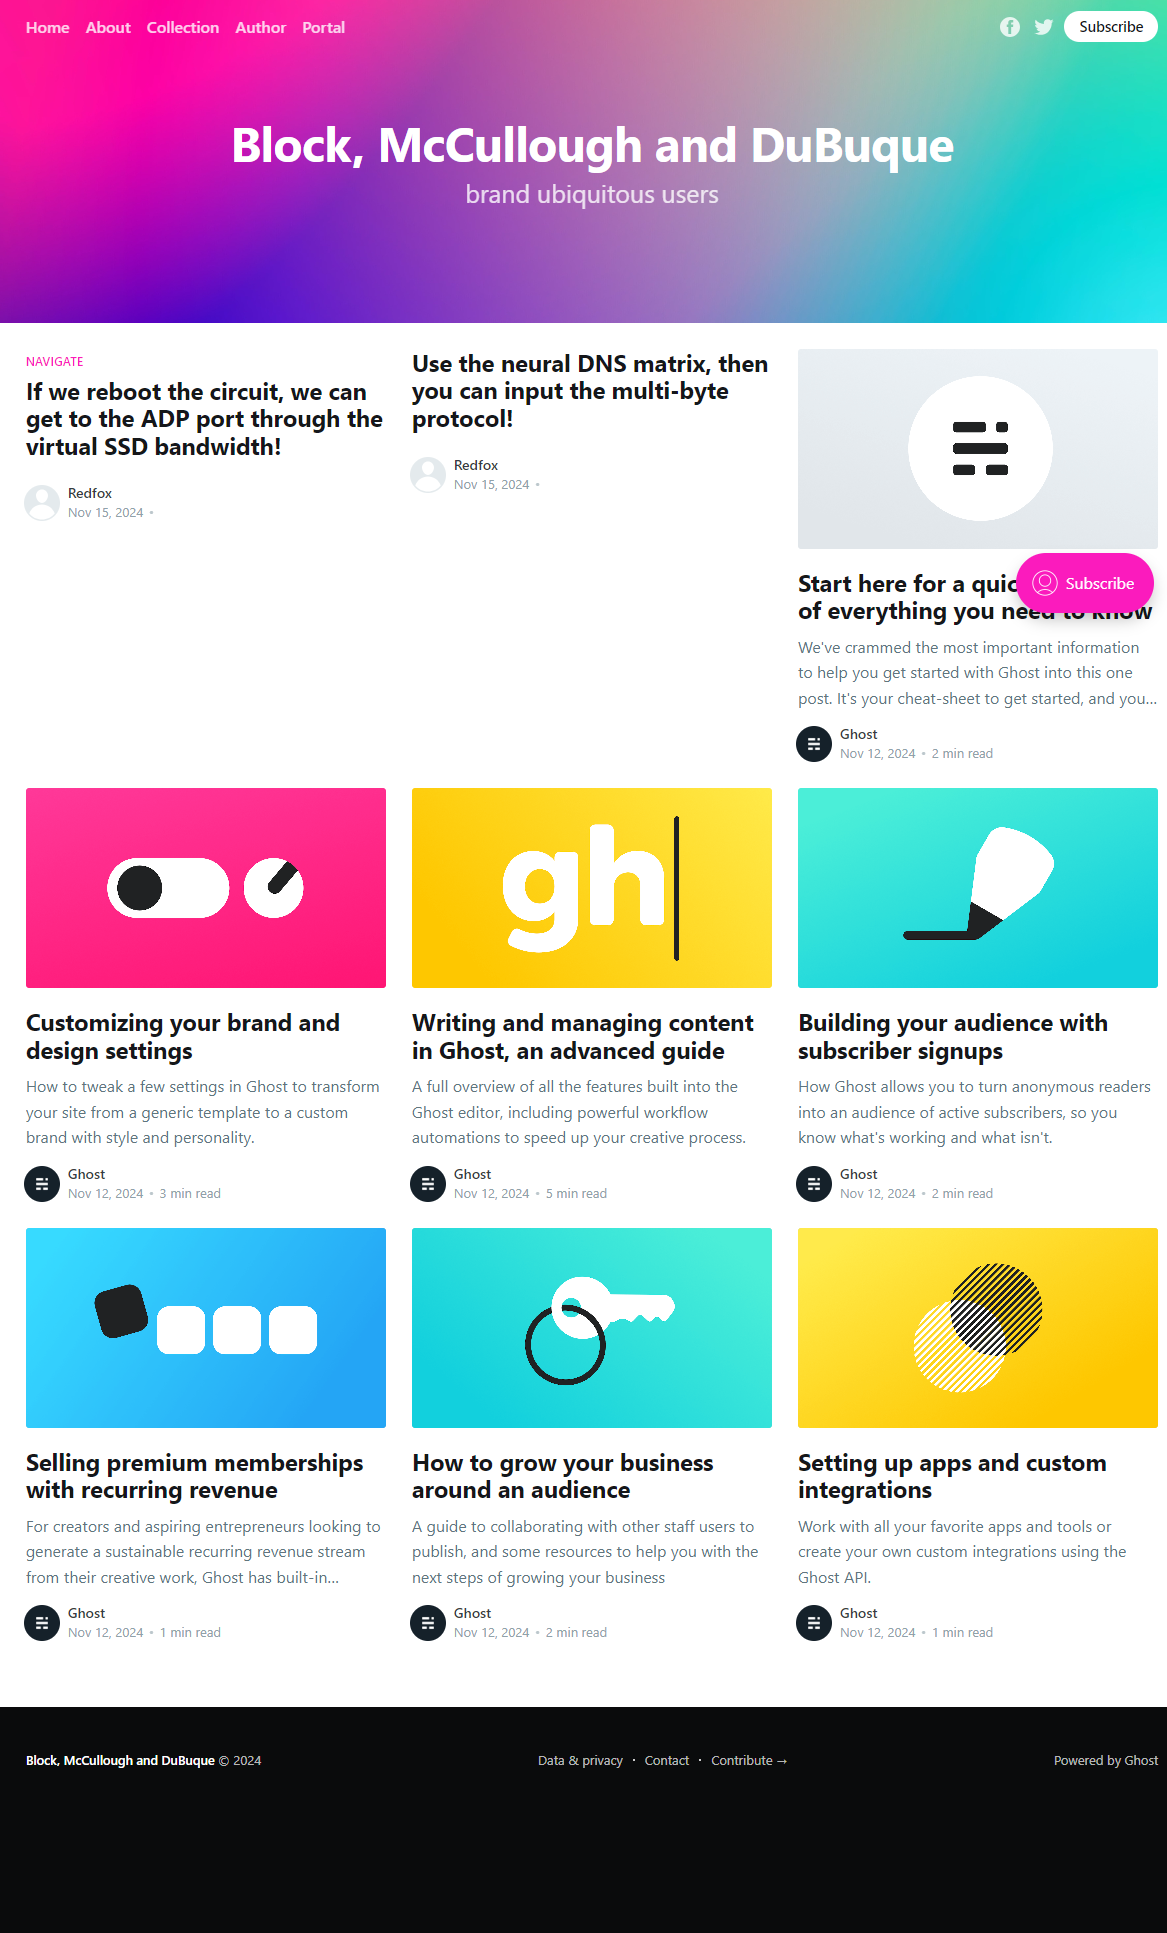 Home About Collection Author Portal
Subscribe
Block, McCullough and DuBuque
brand ubiquitous users
NAVIGATE
If we reboot the circuit, we can
get to the ADP port through the
virtual SSD bandwidth!
Redfox
Nov 15, 2024 •
Use the neural DNS matrix, then
you can input the multi-byte
protocol!
Redfox
Nov 15, 2024 •
Start here for a quic
of everything you need to know
Subscribe
We've crammed the most important information
to help you get started with Ghost into this one
post. It's your cheat-sheet to get started, and you...
Ghost
Nov 12, 2024 • 2 min read
Customizing your brand and
design settings
How to tweak a few settings in Ghost to transform
your site from a generic template to a custom
brand with style and personality.
Ghost
Nov 12, 2024 • 3 min read
gh
Writing and managing content
in Ghost, an advanced guide
A full overview of all the features built into the
Ghost editor, including powerful workflow
automations to speed up your creative process.
Ghost
Nov 12, 2024 • 5 min read
Building your audience with
subscriber signups
How Ghost allows you to turn anonymous readers
into an audience of active subscribers, so you
know what's working and what isn't.
Ghost
Nov 12, 2024 • 2 min read
Selling premium memberships
with recurring revenue
For creators and aspiring entrepreneurs looking to
generate a sustainable recurring revenue stream
from their creative work, Ghost has built-in...
Ghost
Nov 12, 2024 • 1 min read
How to grow your business
around an audience
A guide to collaborating with other staff users to
publish, and some resources to help you with the
next steps of growing your business
Ghost
Nov 12, 2024 • 2 min read
Setting up apps and custom
integrations
Work with all your favorite apps and tools or
create your own custom integrations using the
Ghost API.
Ghost
Nov 12, 2024 • 1 min read
Block, McCullough and DuBuque © 2024
Data & privacy · Contact · Contribute →
Powered by Ghost